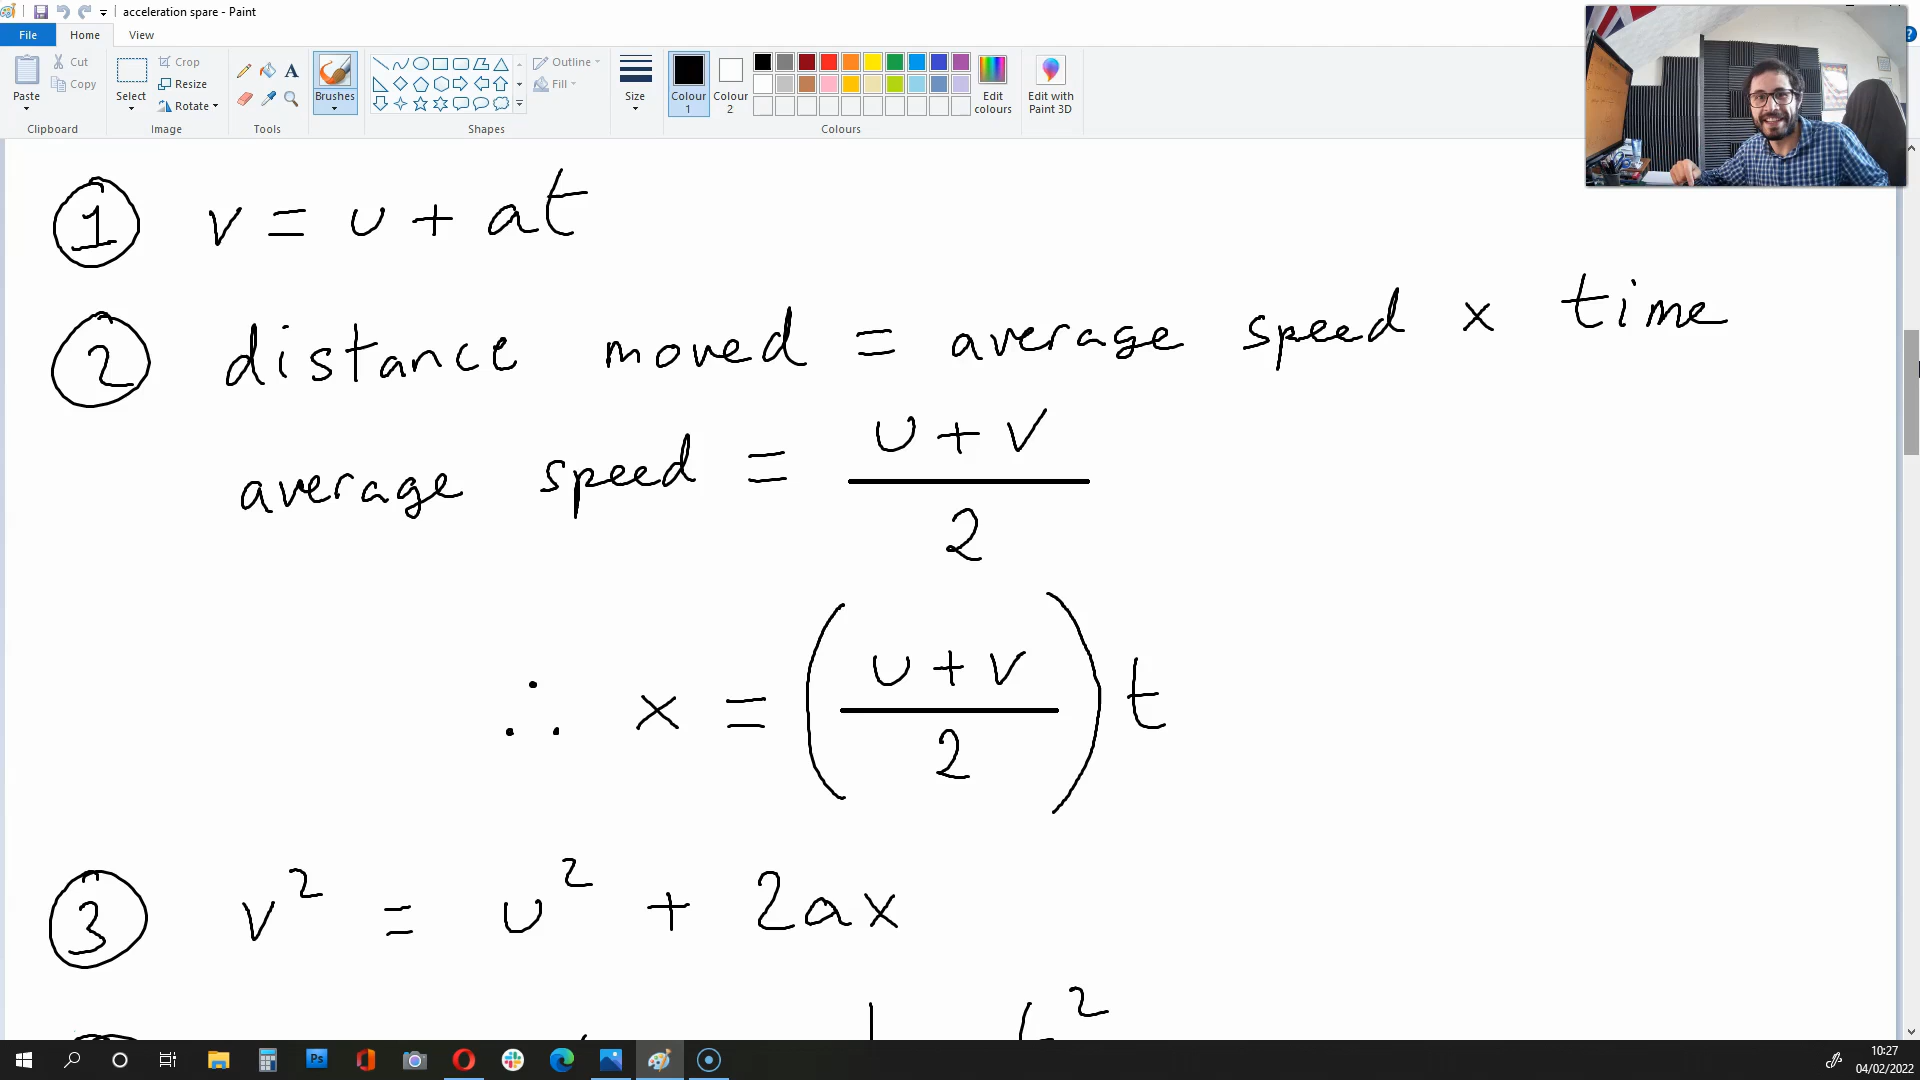 acceleration spare - Paint
File Home View
Paste Cut Copy Clipboard
Select Crop Resize Rotate Image
A Tools
Brushes
Shapes Outline Fill
Size
Colour 1 Colour 2 Edit colours Colours
Edit with Paint 3D
① v = u + at
② distance moved = average speed x time
average speed = u + v / 2
∴ x = (u + v / 2) t
③ v² = u² + 2ax
t²
Ps
10:27
04/02/2022